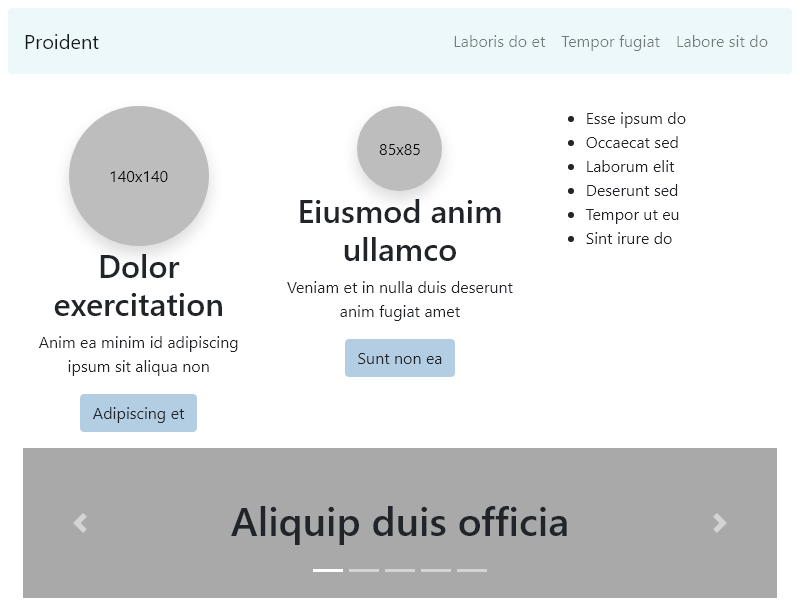 Proident
Laboris do et
Tempor fugiat
Labore sit do
140x140
Dolor
exercitation
Anim ea minim id adipiscing
ipsum sit aliqua non
Adipiscing et
85x85
Eiusmod anim
ullamco
Veniam et in nulla duis deserunt
anim fugiat amet
Sunt non ea
Esse ipsum do
Occaecat sed
Laborum elit
Deserunt sed
Tempor ut eu
Sint irure do
Aliquip duis officia